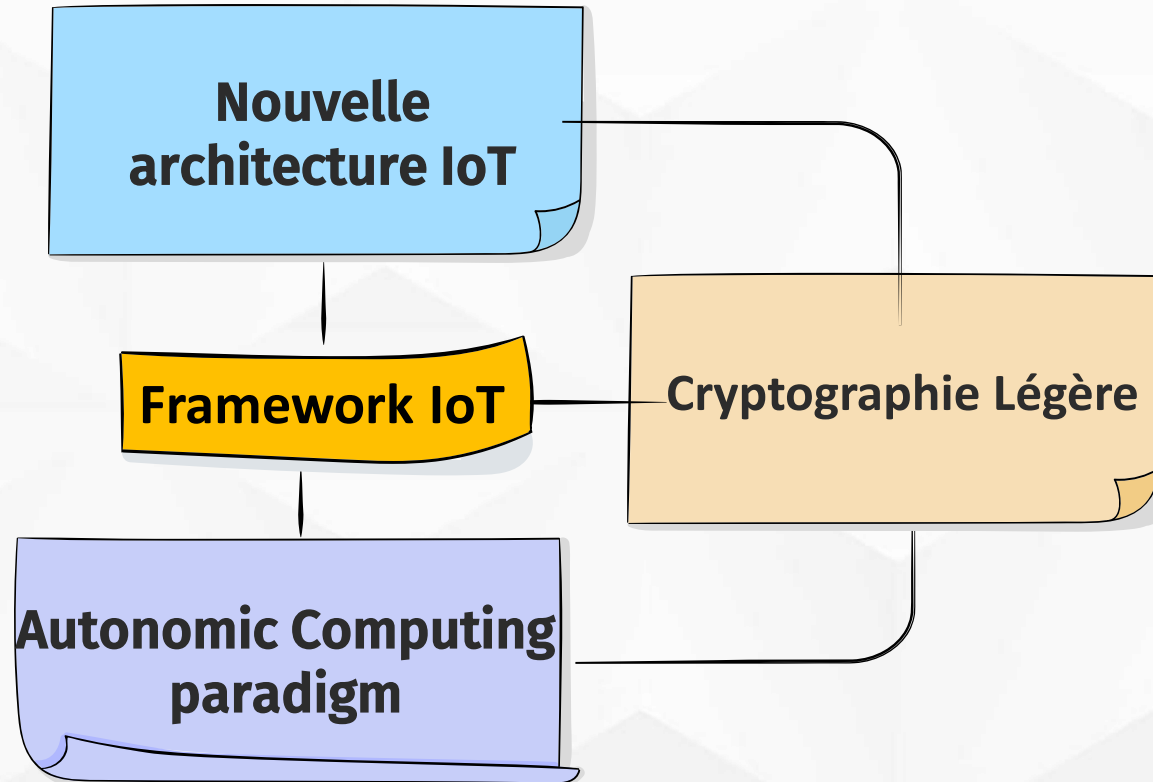 Nouvelle
architecture IoT
Framework IoT
Cryptographie Légère
Autonomic Computing
paradigm